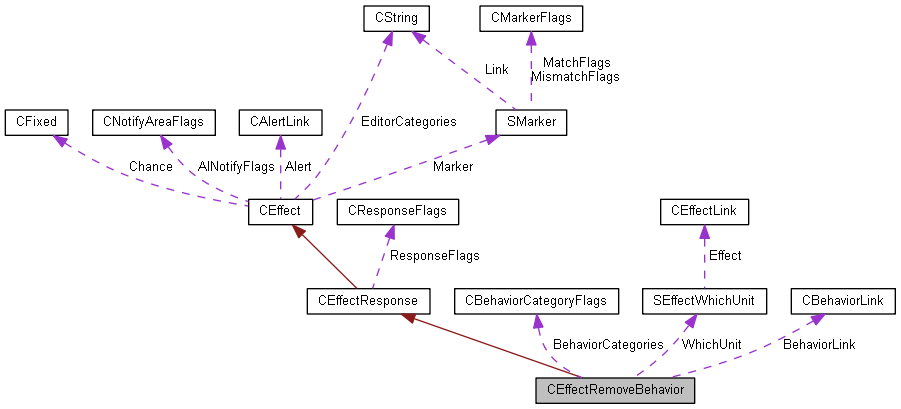 CString
CMarkerFlags
Link
MatchFlags
MismatchFlags
CFixed
CNotifyAreaFlags
CAlertLink
EditorCategories
SMarker
Chance
AINotifyFlags
Alert
Marker
CEffect
CResponseFlags
CEffectLink
ResponseFlags
Effect
CEffectResponse
CBehaviorCategoryFlags
SEffectWhichUnit
CBehaviorLink
BehaviorCategories
WhichUnit
BehaviorLink
CEffectRemoveBehavior